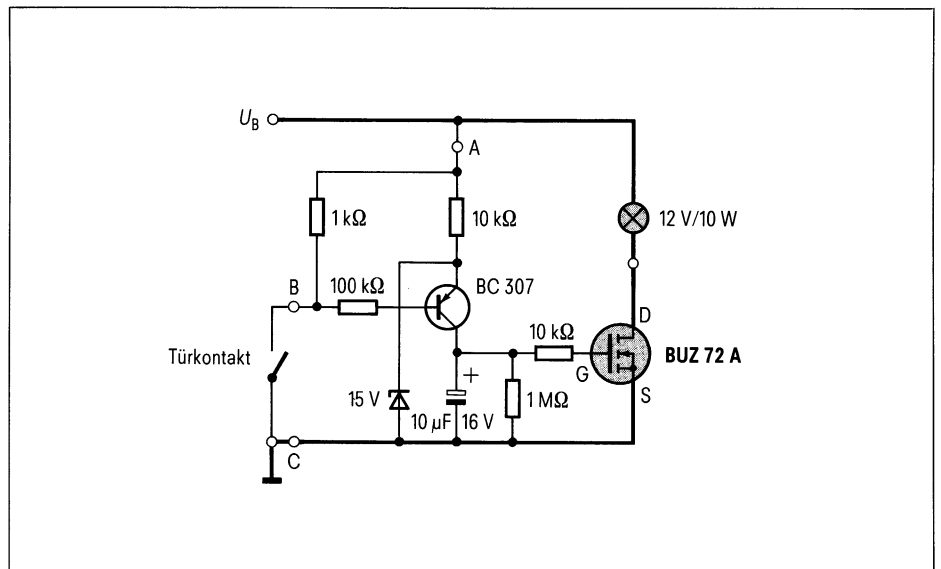 U_B
A
1 kΩ
10 kΩ
12 V/10 W
B
100 kΩ
BC 307
D
10 kΩ
BUZ 72 A
Türkontakt
G
+
S
15 V
10 µF
16 V
1 MΩ
C